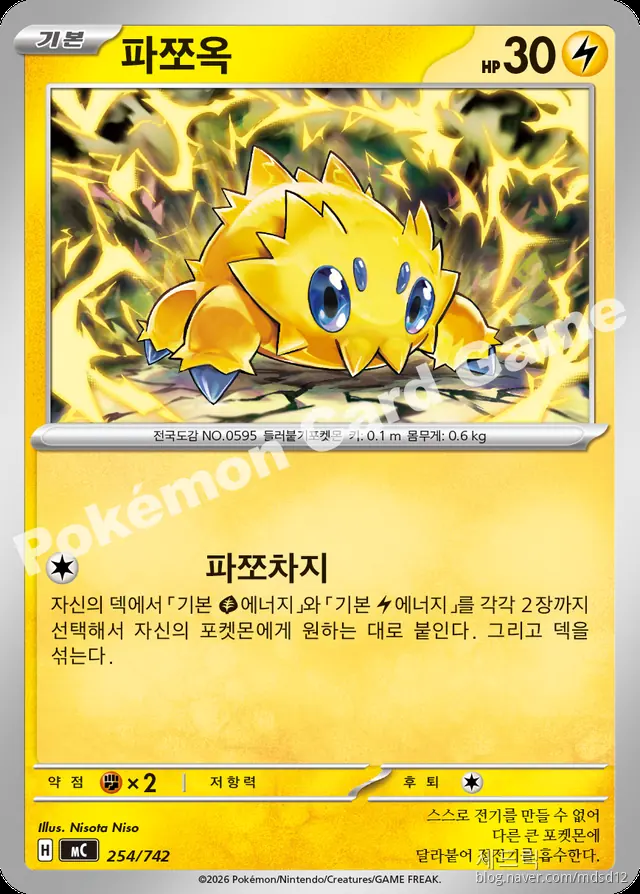 기본 파쪼옥 HP 30
전국도감 NO.0595 들러붙기포켓몬 키: 0.1 m 몸무게: 0.6 kg
파쪼차지
자신의 덱에서 「기본 에너지」와 「기본 에너지」를 각각 2장까지
선택해서 자신의 포켓몬에게 원하는 대로 붙인다. 그리고 덱을
섞는다.
약점 ×2 저항력 후퇴
Illus. Nisota Niso
H MC 254/742
스스로 전기를 만들 수 없어
다른 큰 포켓몬에
달라붙어 정전기를 흡수한다.
©2026 Pokémon/Nintendo/Creatures/GAME FREAK.
Pokémon Card Game
blog.naver.com/mdsd12